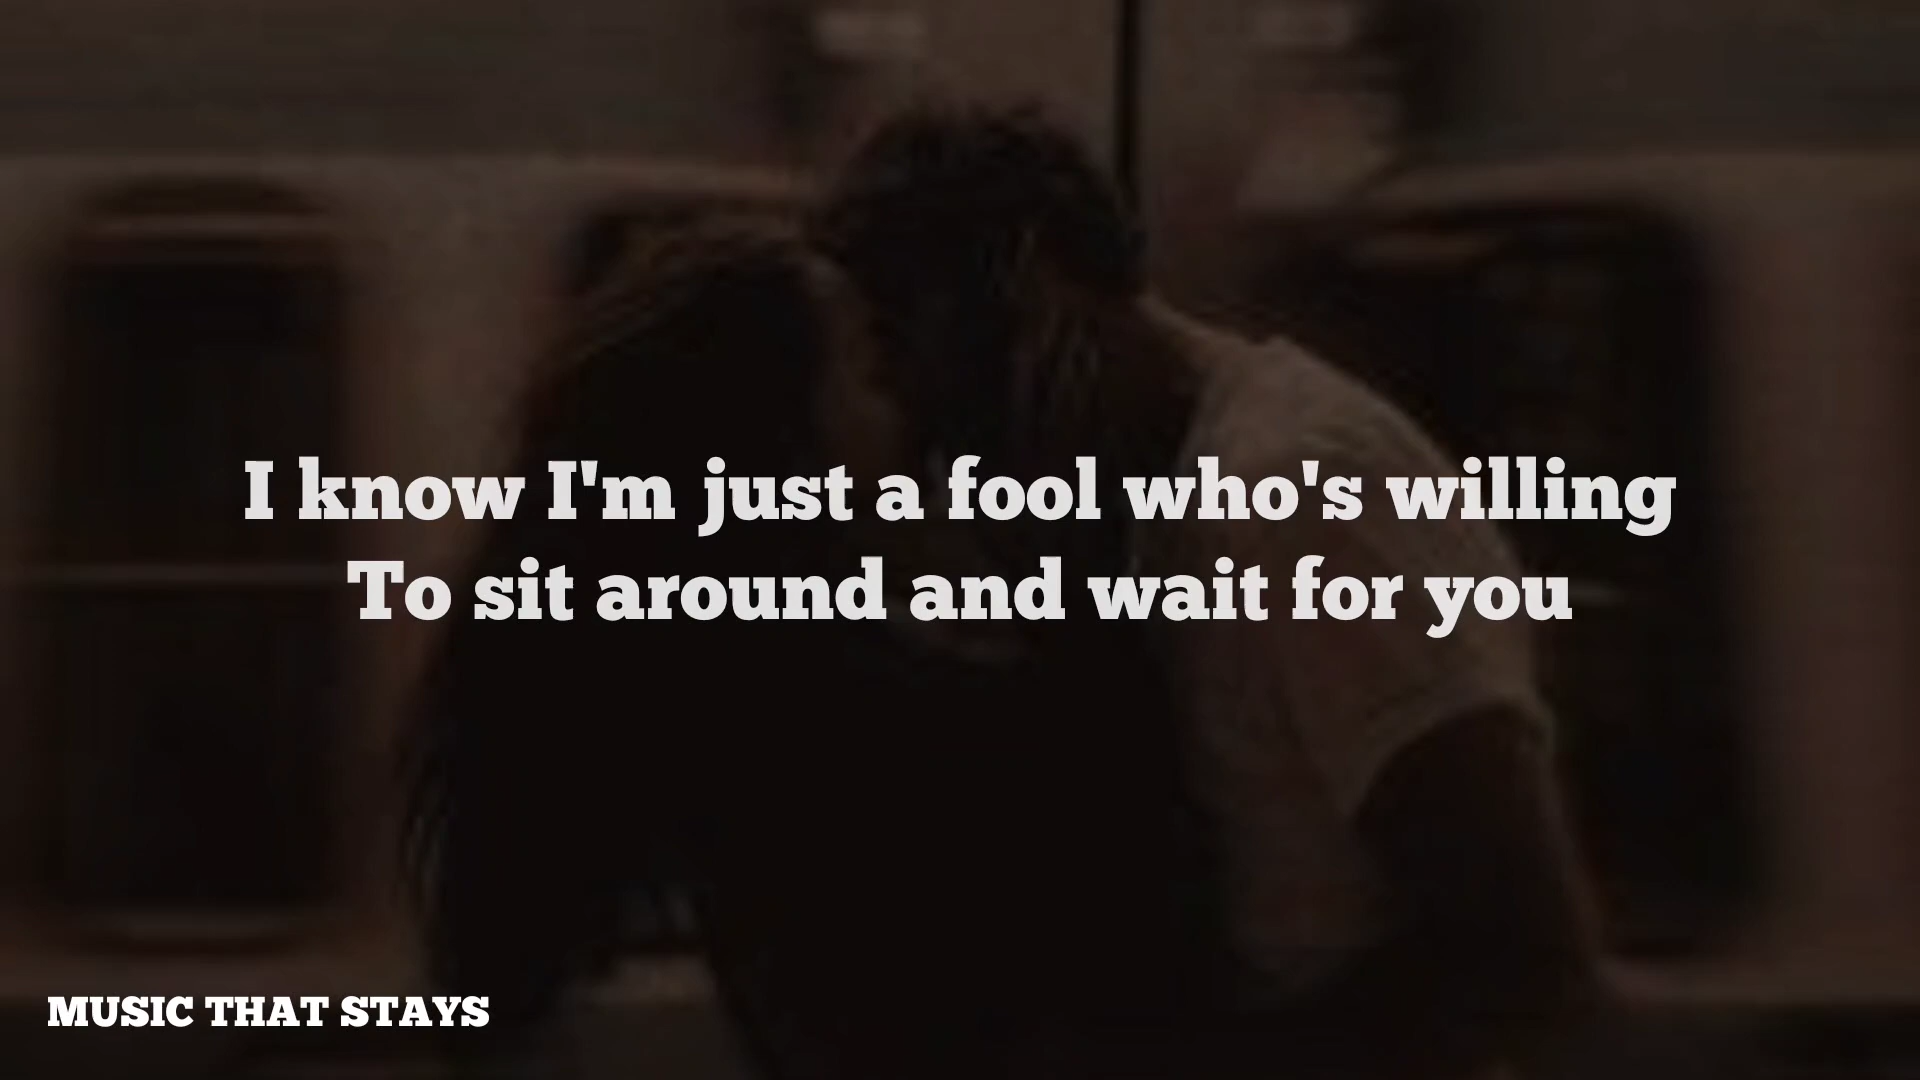 I know I'm just a fool who's willing
To sit around and wait for you
MUSIC THAT STAYS